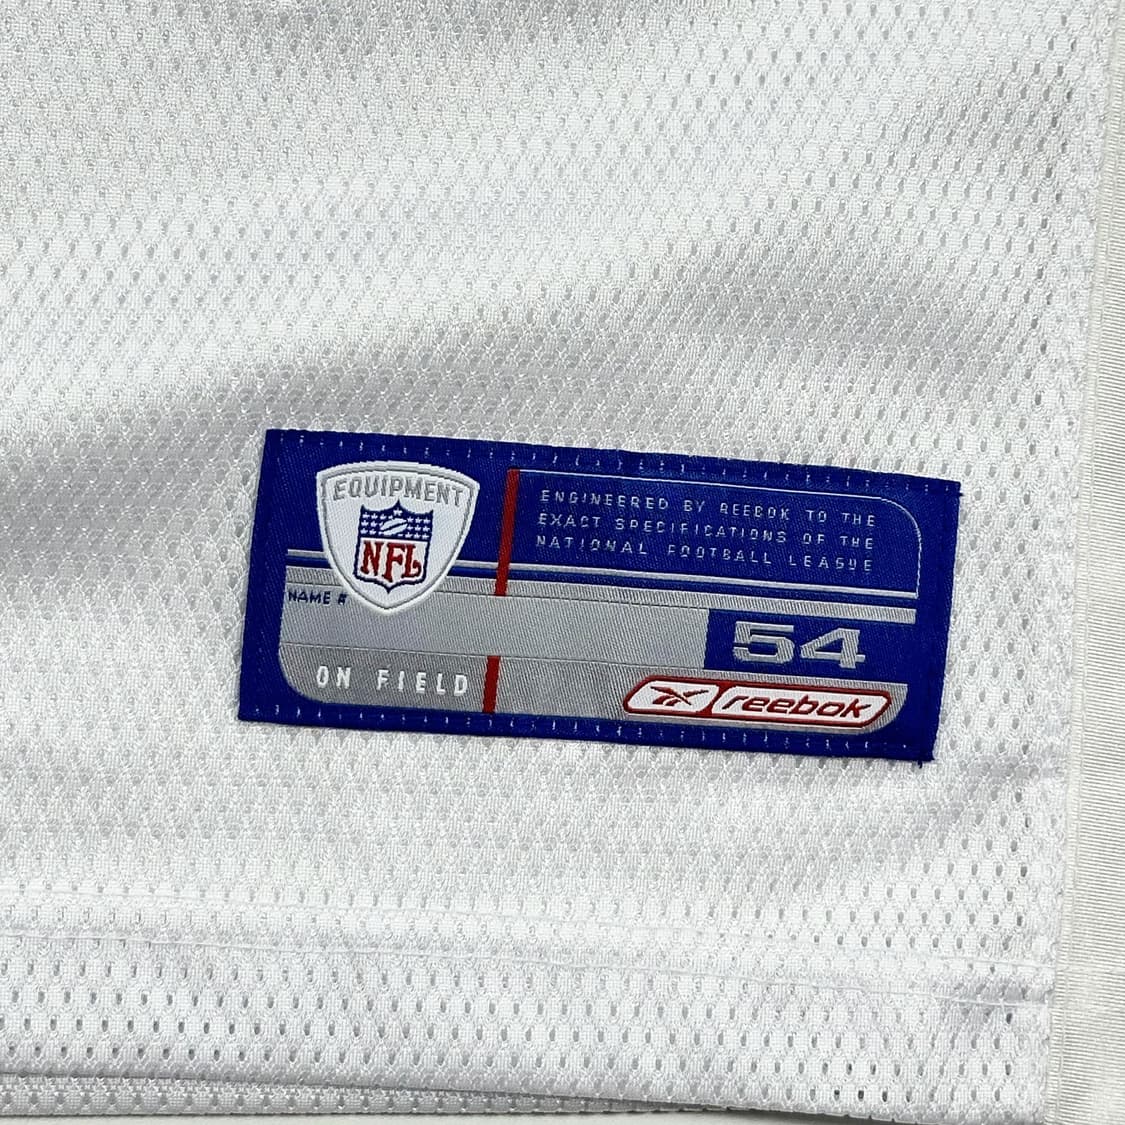 EQUIPMENT
NFL
ENGINEERED BY REEBOK TO THE
EXACT SPECIFICATIONS OF THE
NATIONAL FOOTBALL LEAGUE
NAME #
54
ON FIELD
reebok